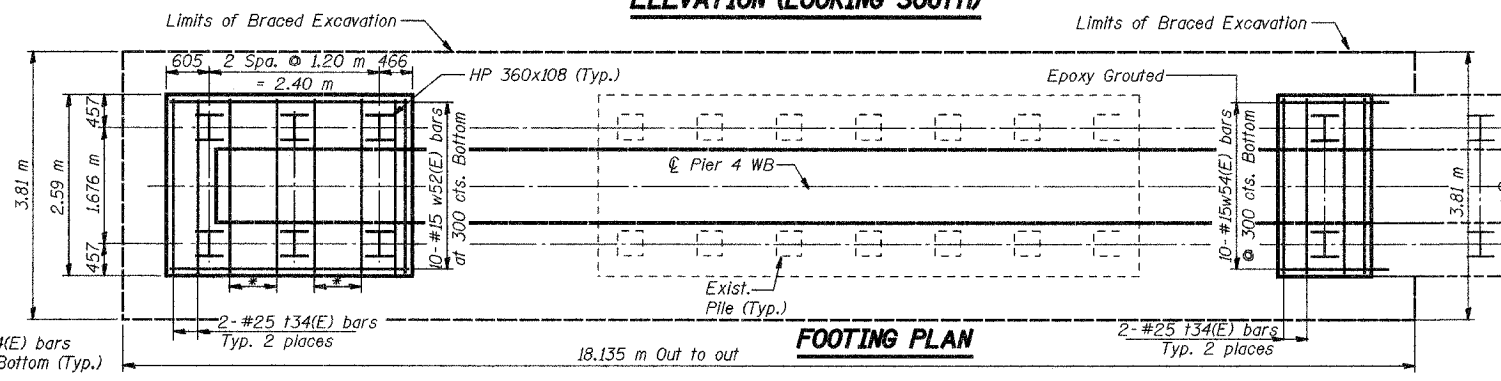 ELEVATION (LOOKING SOUTH)
Limits of Braced Excavation
Limits of Braced Excavation
605
2 Spa. @ 1.20 m
466
= 2.40 m
HP 360x108 (Typ.)
Epoxy Grouted
3.81 m
2.59 m
457
1.676 m
457
10-#15 w52(E) bars
at 300 cts. Bottom
℄ Pier 4 WB
10-#15w54(E) bars
@ 300 cts. Bottom
3.81 m
*
*
Exist.
Pile (Typ.)
2-#25 t34(E) bars
Typ. 2 places
FOOTING PLAN
2-#25 t34(E) bars
Typ. 2 places
4(E) bars
Bottom (Typ.)
18.135 m Out to out